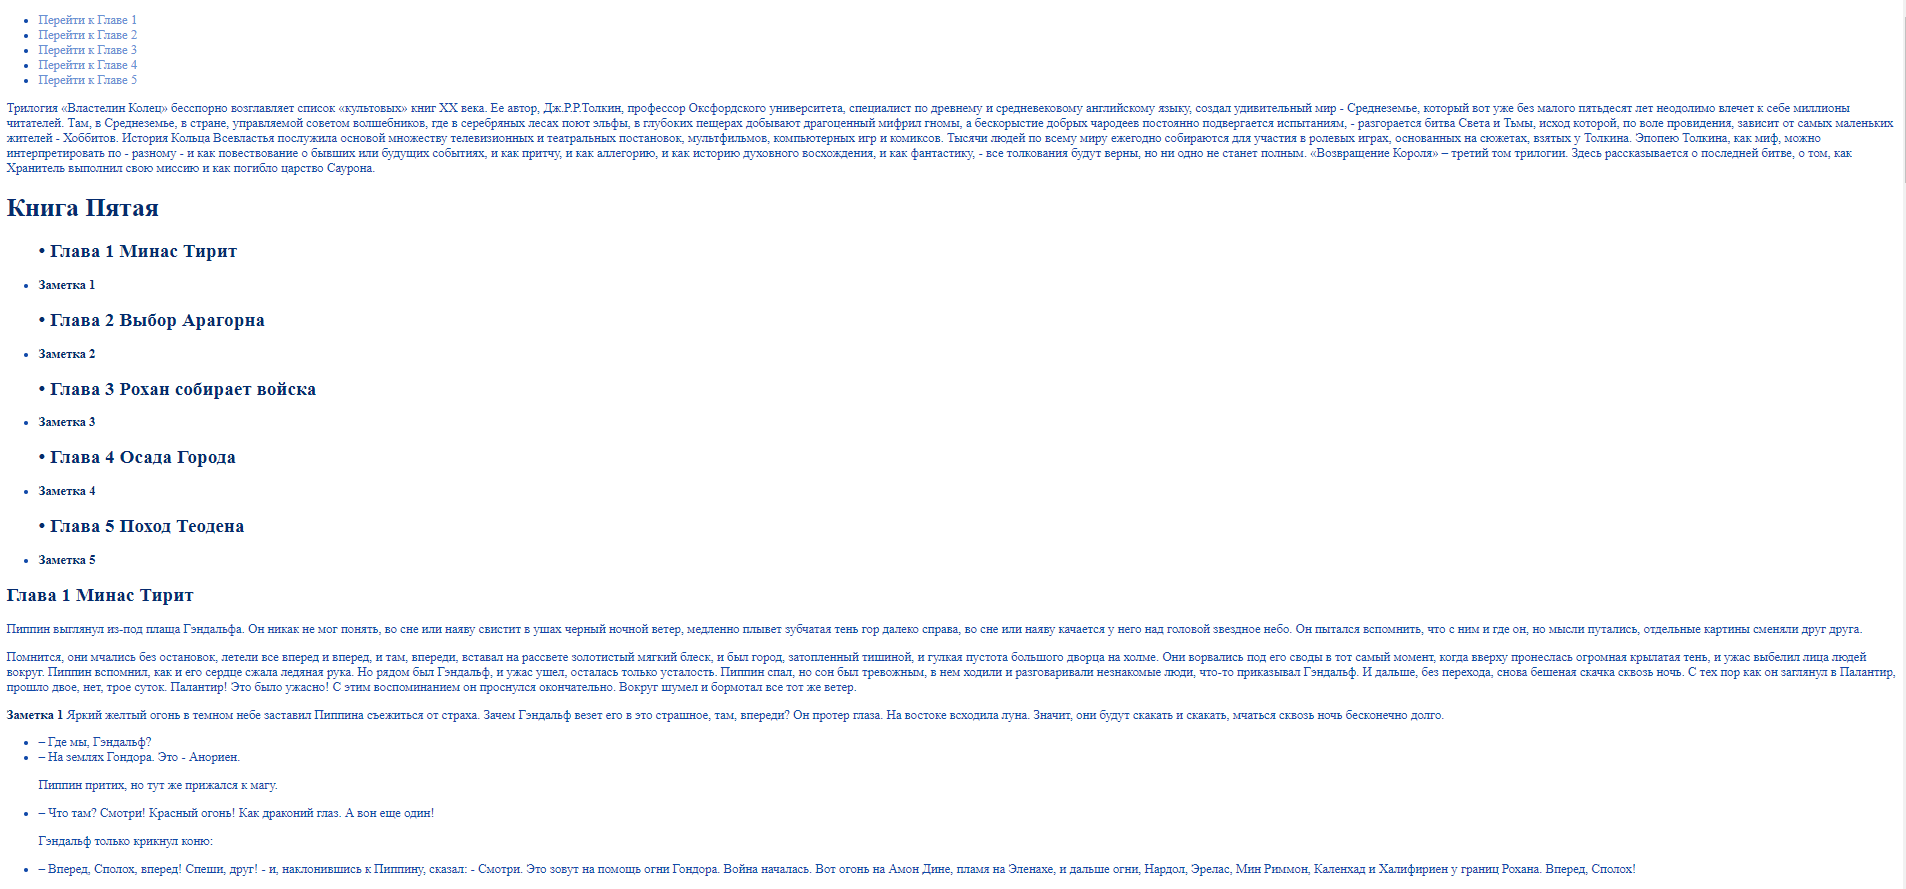 Перейти к Главе 1
Перейти к Главе 2
Перейти к Главе 3
Перейти к Главе 4
Перейти к Главе 5
Трилогия «Властелин Колец» бесспорно возглавляет список «культовых» книг XX века. Ее автор, Дж.Р.Р.Толкин, профессор Оксфордского университета, специалист по древнему и средневековому английскому языку, создал удивительный мир - Среднеземье, который вот уже без малого пятьдесят лет неодолимо влечет к себе миллионы
читателей. Там, в Среднеземье, в стране, управляемой советом волшебников, где в серебряных лесах поют эльфы, в глубоких пещерах добывают драгоценный мифрил гномы, а бескорыстие добрых чародеев постоянно подвергается испытаниям, - разгорается битва Света и Тьмы, исход которой, по воле провидения, зависит от самых маленьких
жителей - Хоббитов. История Кольца Всевластья послужила основой множеству телевизионных и театральных постановок, мультфильмов, компьютерных игр и комиксов. Тысячи людей по всему миру ежегодно собираются для участия в ролевых играх, основанных на сюжетах, взятых у Толкина. Эпопею Толкина, как миф, можно
интерпретировать по - разному - и как повествование о бывших или будущих событиях, и как притчу, и как аллегорию, и как историю духовного восхождения, и как фантастику, - все толкования будут верны, но ни одно не станет полным. «Возвращение Короля» – третий том трилогии. Здесь рассказывается о последней битве, о том, как
Хранитель выполнил свою миссию и как погибло царство Саурона.
Книга Пятая
• Глава 1 Минас Тирит
Заметка 1
• Глава 2 Выбор Арагорна
Заметка 2
• Глава 3 Рохан собирает войска
Заметка 3
• Глава 4 Осада Города
Заметка 4
• Глава 5 Поход Теодена
Заметка 5
Глава 1 Минас Тирит
Пиппин выглянул из-под плаща Гэндальфа. Он никак не мог понять, во сне или наяву свистит в ушах черный ночной ветер, медленно плывет зубчатая тень гор далеко справа, во сне или наяву качается у него над головой звездное небо. Он пытался вспомнить, что с ним и где он, но мысли путались, отдельные картины сменяли друг друга.
Помнится, они мчались без остановок, летели все вперед и вперед, и там, впереди, вставал на рассвете золотистый мягкий блеск, и был город, затопленный тишиной, и гулкая пустота большого дворца на холме. Они ворвались под его своды в тот самый момент, когда вверху пронеслась огромная крылатая тень, и ужас выбелил лица людей
вокруг. Пиппин вспомнил, как и его сердце сжала ледяная рука. Но рядом был Гэндальф, и ужас ушел, осталась только усталость. Пиппин спал, но сон был тревожным, в нем ходили и разговаривали незнакомые люди, что-то приказывал Гэндальф. И дальше, без перехода, снова бешеная скачка сквозь ночь. С тех пор как он заглянул в Палантир,
прошло двое, нет, трое суток. Палантир! Это было ужасно! С этим воспоминанием он проснулся окончательно. Вокруг шумел и бормотал все тот же ветер.
Заметка 1 Яркий желтый огонь в темном небе заставил Пиппина съежиться от страха. Зачем Гэндальф везет его в это страшное, там, впереди? Он протер глаза. На востоке всходила луна. Значит, они будут скакать и скакать, мчаться сквозь ночь бесконечно долго.
– Где мы, Гэндальф?
– На землях Гондора. Это - Анориен.
Пиппин притих, но тут же прижался к магу.
– Что там? Смотри! Красный огонь! Как драконий глаз. А вон еще один!
Гэндальф только крикнул коню:
– Вперед, Сполох, вперед! Спеши, друг! - и, наклонившись к Пиппину, сказал: - Смотри. Это зовут на помощь огни Гондора. Война началась. Вот огонь на Амон Дине, пламя на Эленахе, и дальше огни, Нардол, Эрелас, Мин Риммон, Каленхад и Халифириен у границ Рохана. Вперед, Сполох!